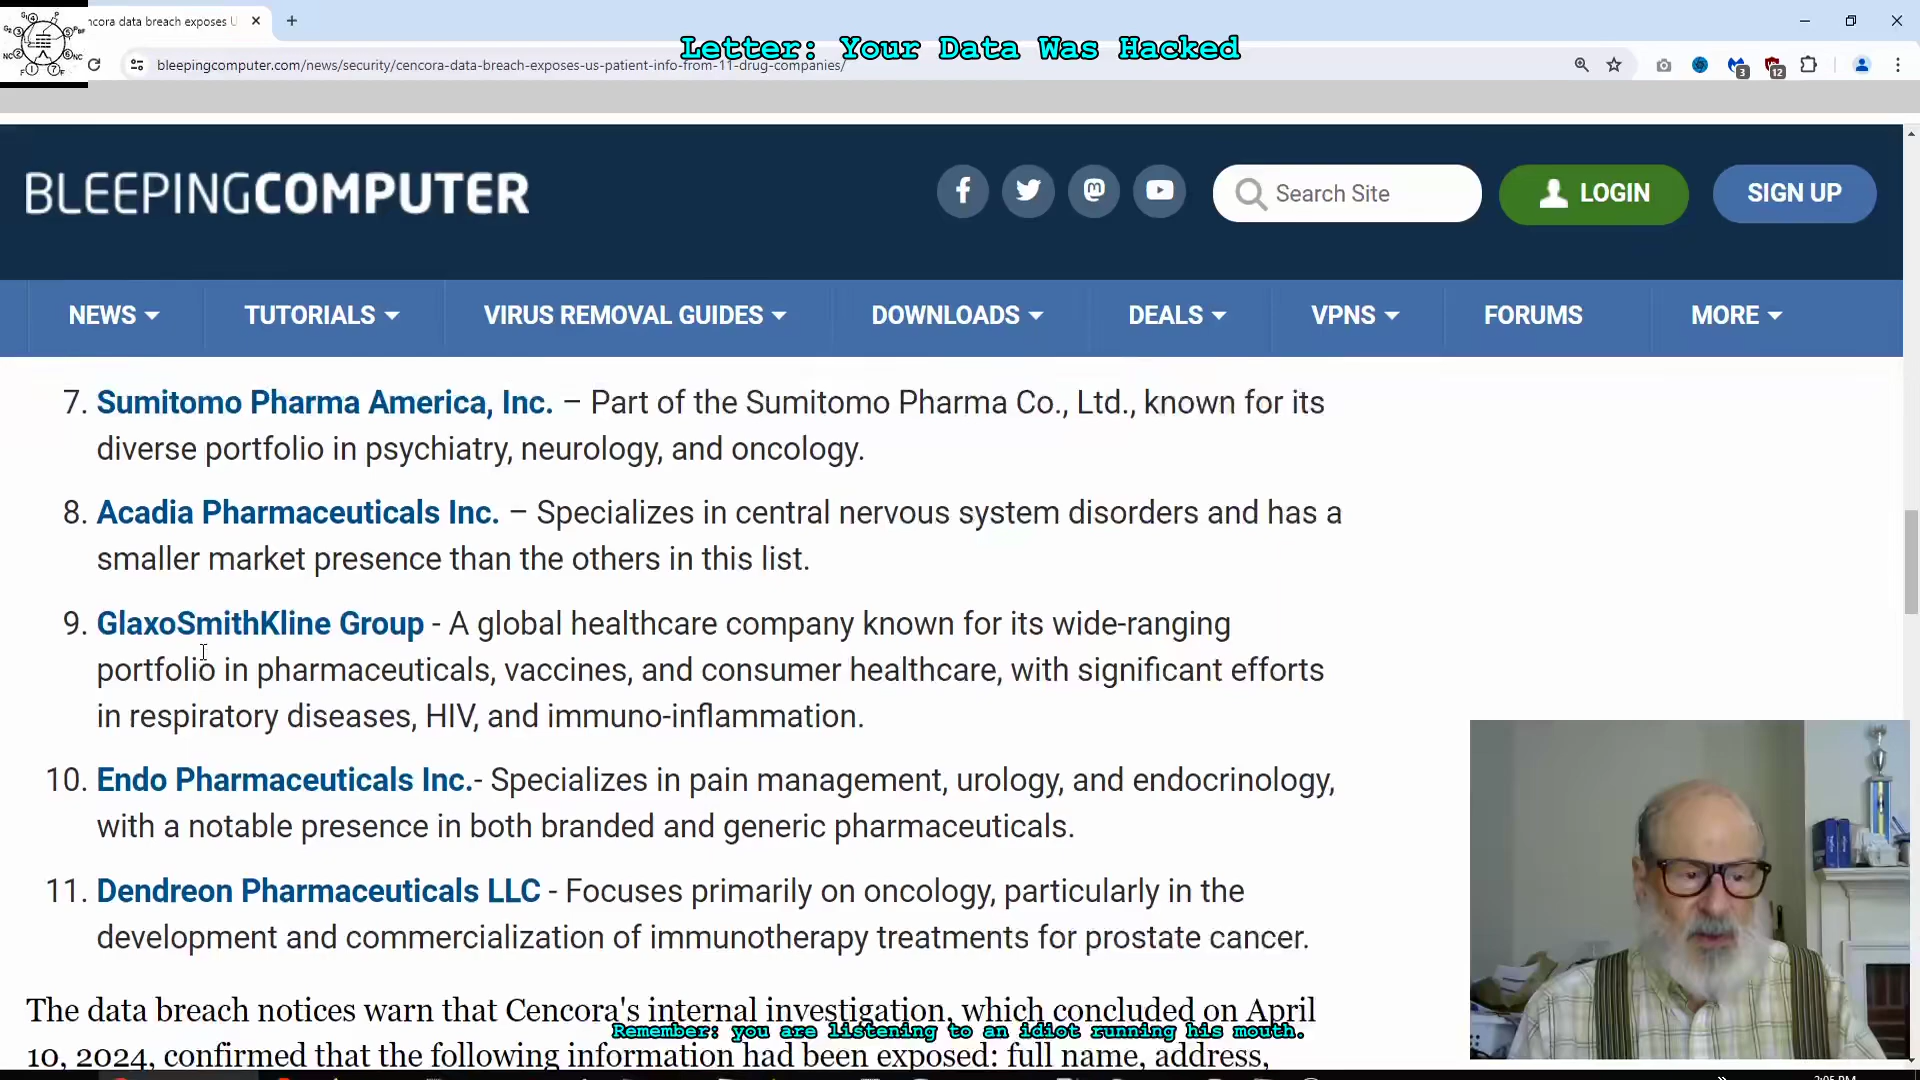 ncora data breach exposes U
Letter: Your Data Was Hacked
bleepingcomputer.com/news/security/cencora-data-breach-exposes-us-patient-info-from-11-drug-companies/
3
12
BLEEPINGCOMPUTER
Search Site
LOGIN
SIGN UP
NEWS
TUTORIALS
VIRUS REMOVAL GUIDES
DOWNLOADS
DEALS
VPNS
FORUMS
MORE
7. Sumitomo Pharma America, Inc. – Part of the Sumitomo Pharma Co., Ltd., known for its
diverse portfolio in psychiatry, neurology, and oncology.
8. Acadia Pharmaceuticals Inc. – Specializes in central nervous system disorders and has a
smaller market presence than the others in this list.
9. GlaxoSmithKline Group - A global healthcare company known for its wide-ranging
portfolio in pharmaceuticals, vaccines, and consumer healthcare, with significant efforts
in respiratory diseases, HIV, and immuno-inflammation.
10. Endo Pharmaceuticals Inc.- Specializes in pain management, urology, and endocrinology,
with a notable presence in both branded and generic pharmaceuticals.
11. Dendreon Pharmaceuticals LLC - Focuses primarily on oncology, particularly in the
development and commercialization of immunotherapy treatments for prostate cancer.
The data breach notices warn that Cencora's internal investigation, which concluded on April
Remember: you are listening to an idiot running his mouth.
10, 2024, confirmed that the following information had been exposed: full name, address,